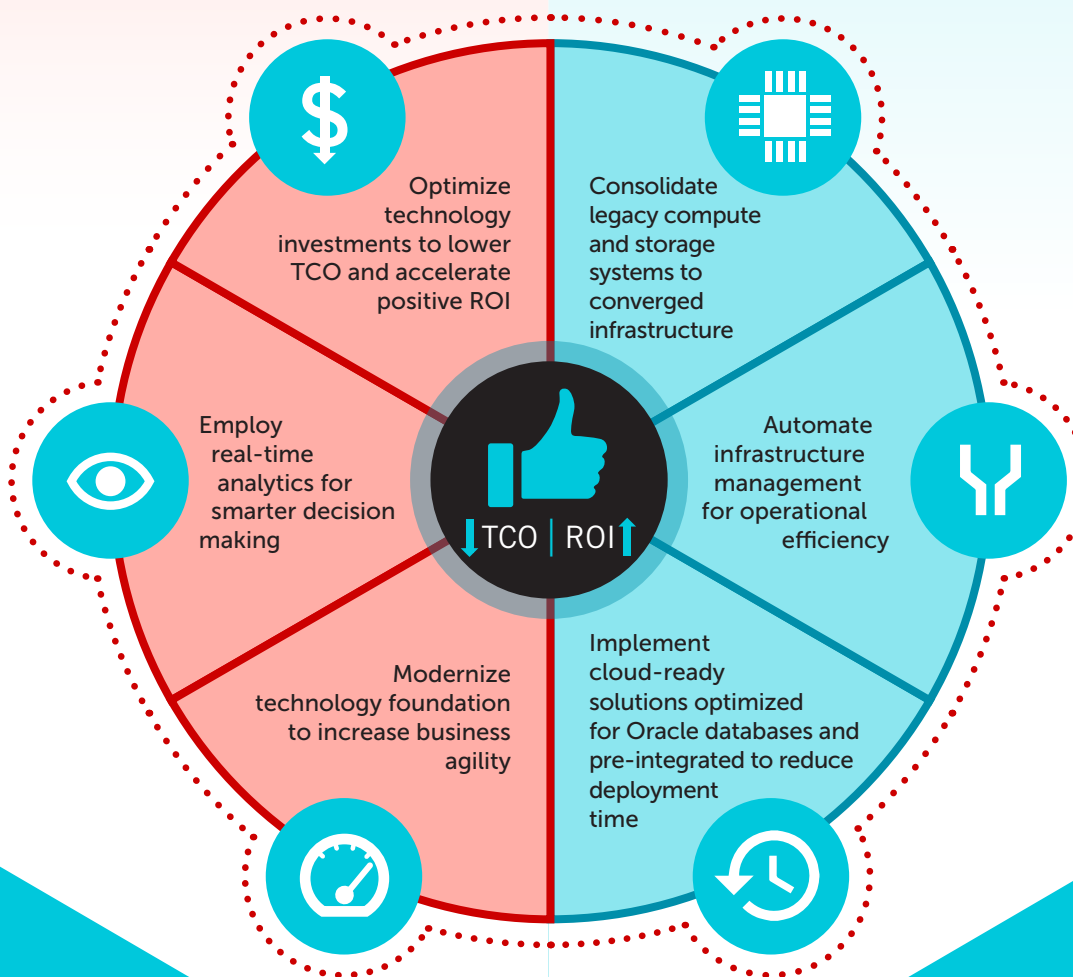 Optimize
technology
investments to lower
TCO and accelerate
positive ROI
Consolidate
legacy compute
and storage
systems to
converged
infrastructure
Employ
real-time
analytics for
smarter decision
making
TCO | ROI
Automate
infrastructure
management
for operational
efficiency
Modernize
technology foundation
to increase business
agility
Implement
cloud-ready
solutions optimized
for Oracle databases and
pre-integrated to reduce
deployment
time